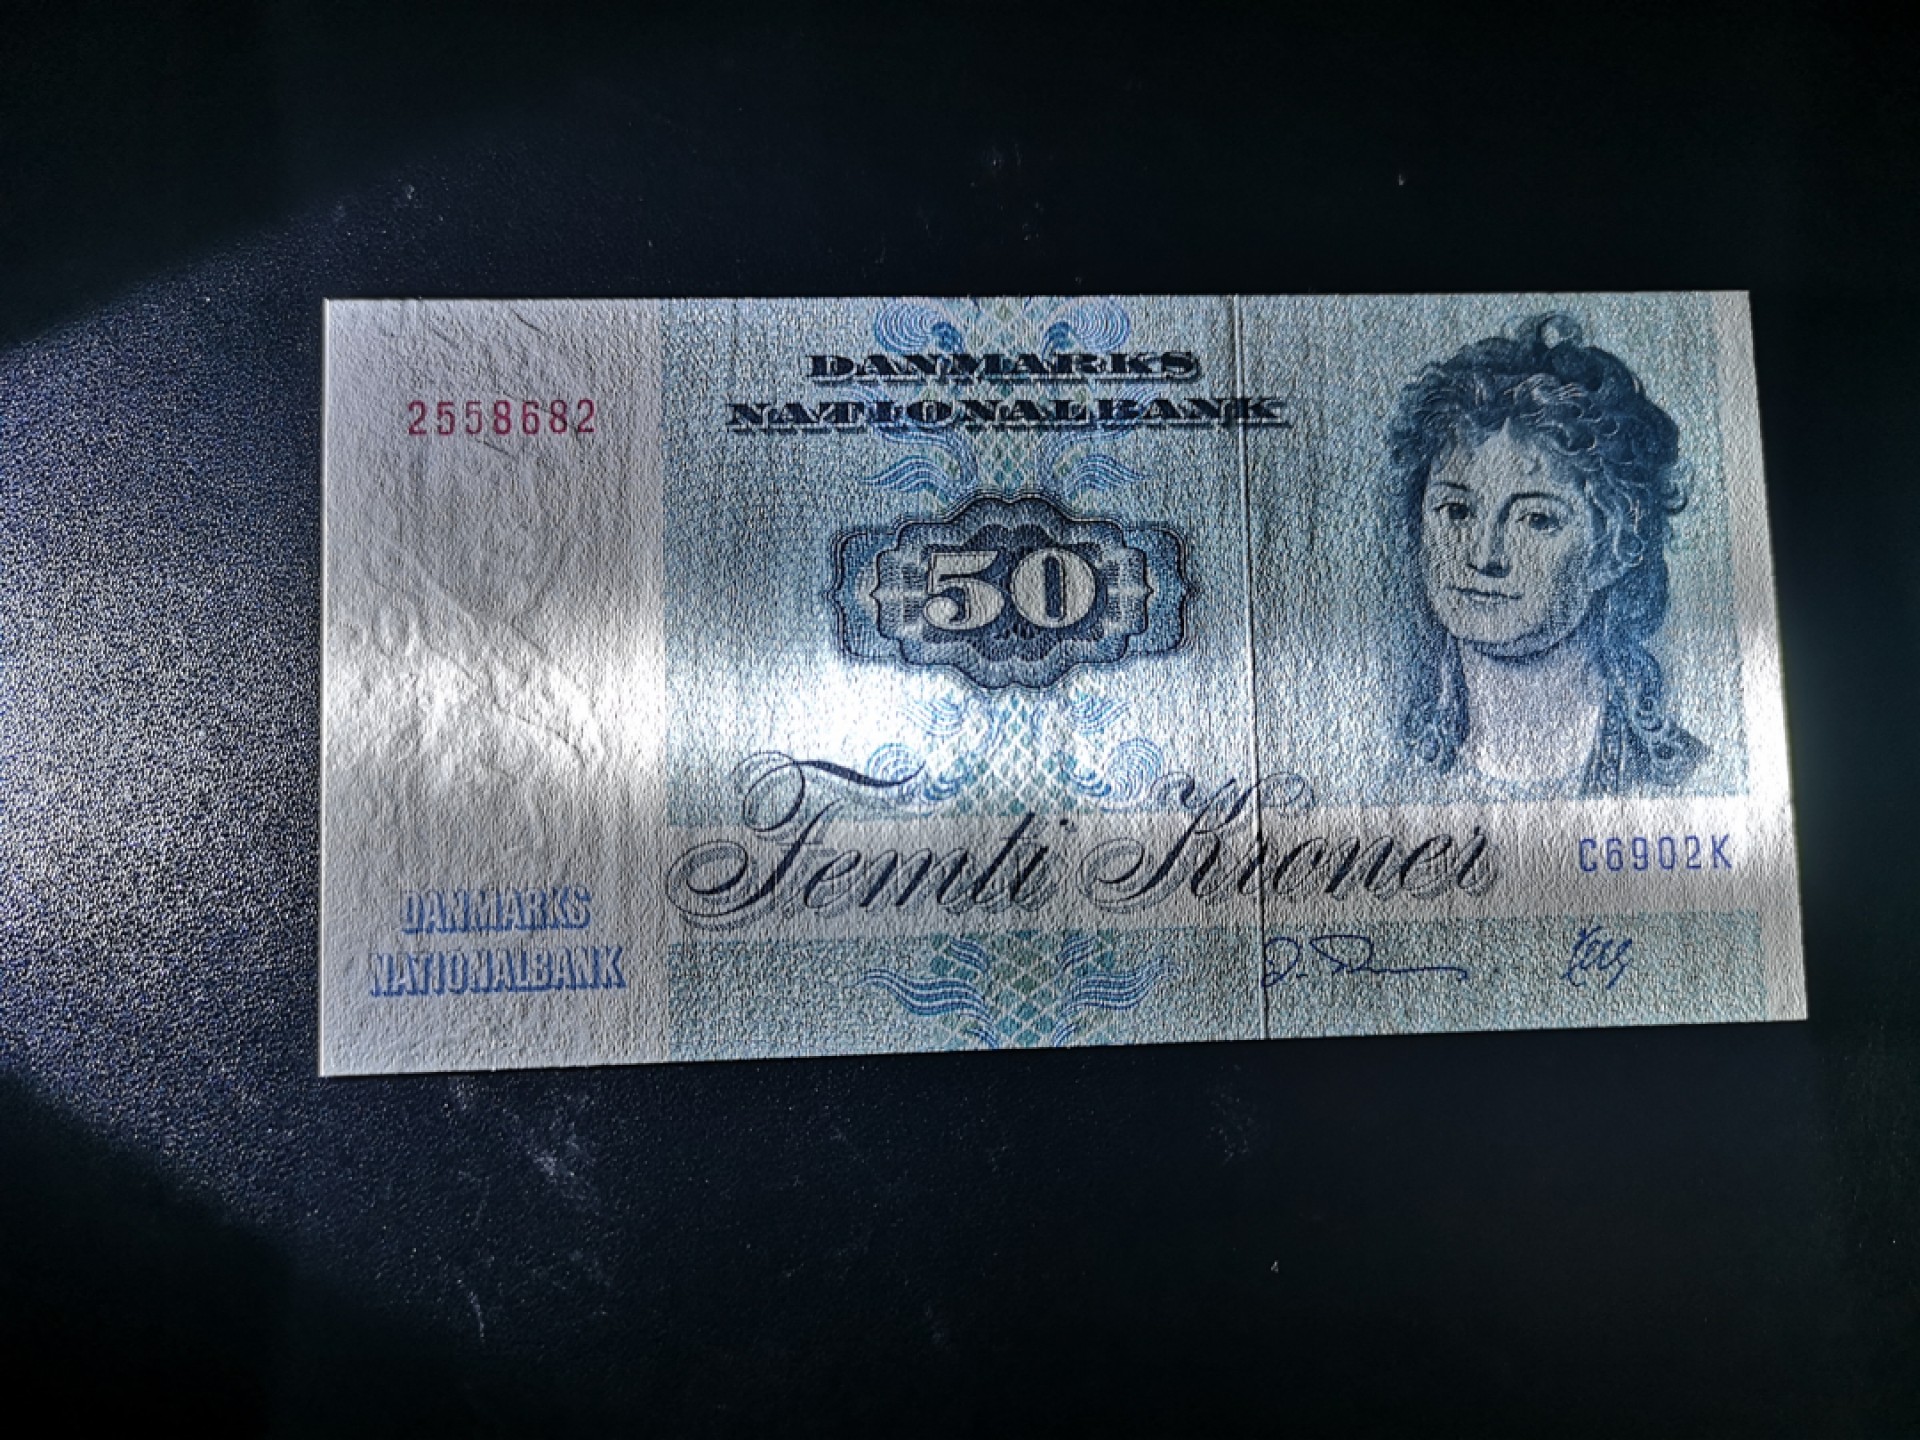 2558682
DANMARKS
NATIONALBANK
50
Femti Kroner
C6902K
DANMARKS
NATIONALBANK